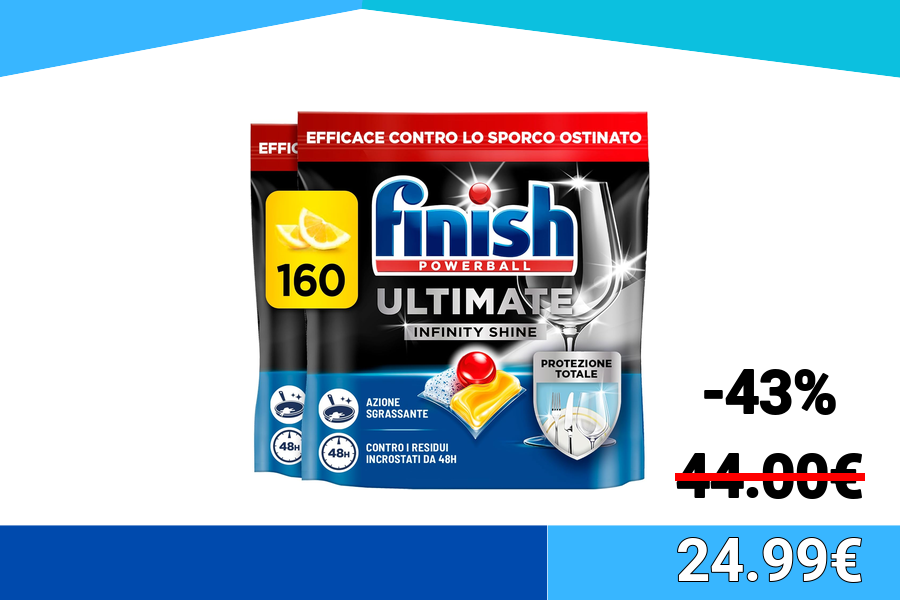 EFFICACE CONTRO LO SPORCO OSTINATO
EFFIC
finish
POWERBALL
160
ULTIMATE
INFINITY SHINE
PROTEZIONE
TOTALE
AZIONE
SGRASSANTE
48H
48H
CONTRO I RESIDUI
INCROSTATI DA 48H
-43%
44.00€
24.99€